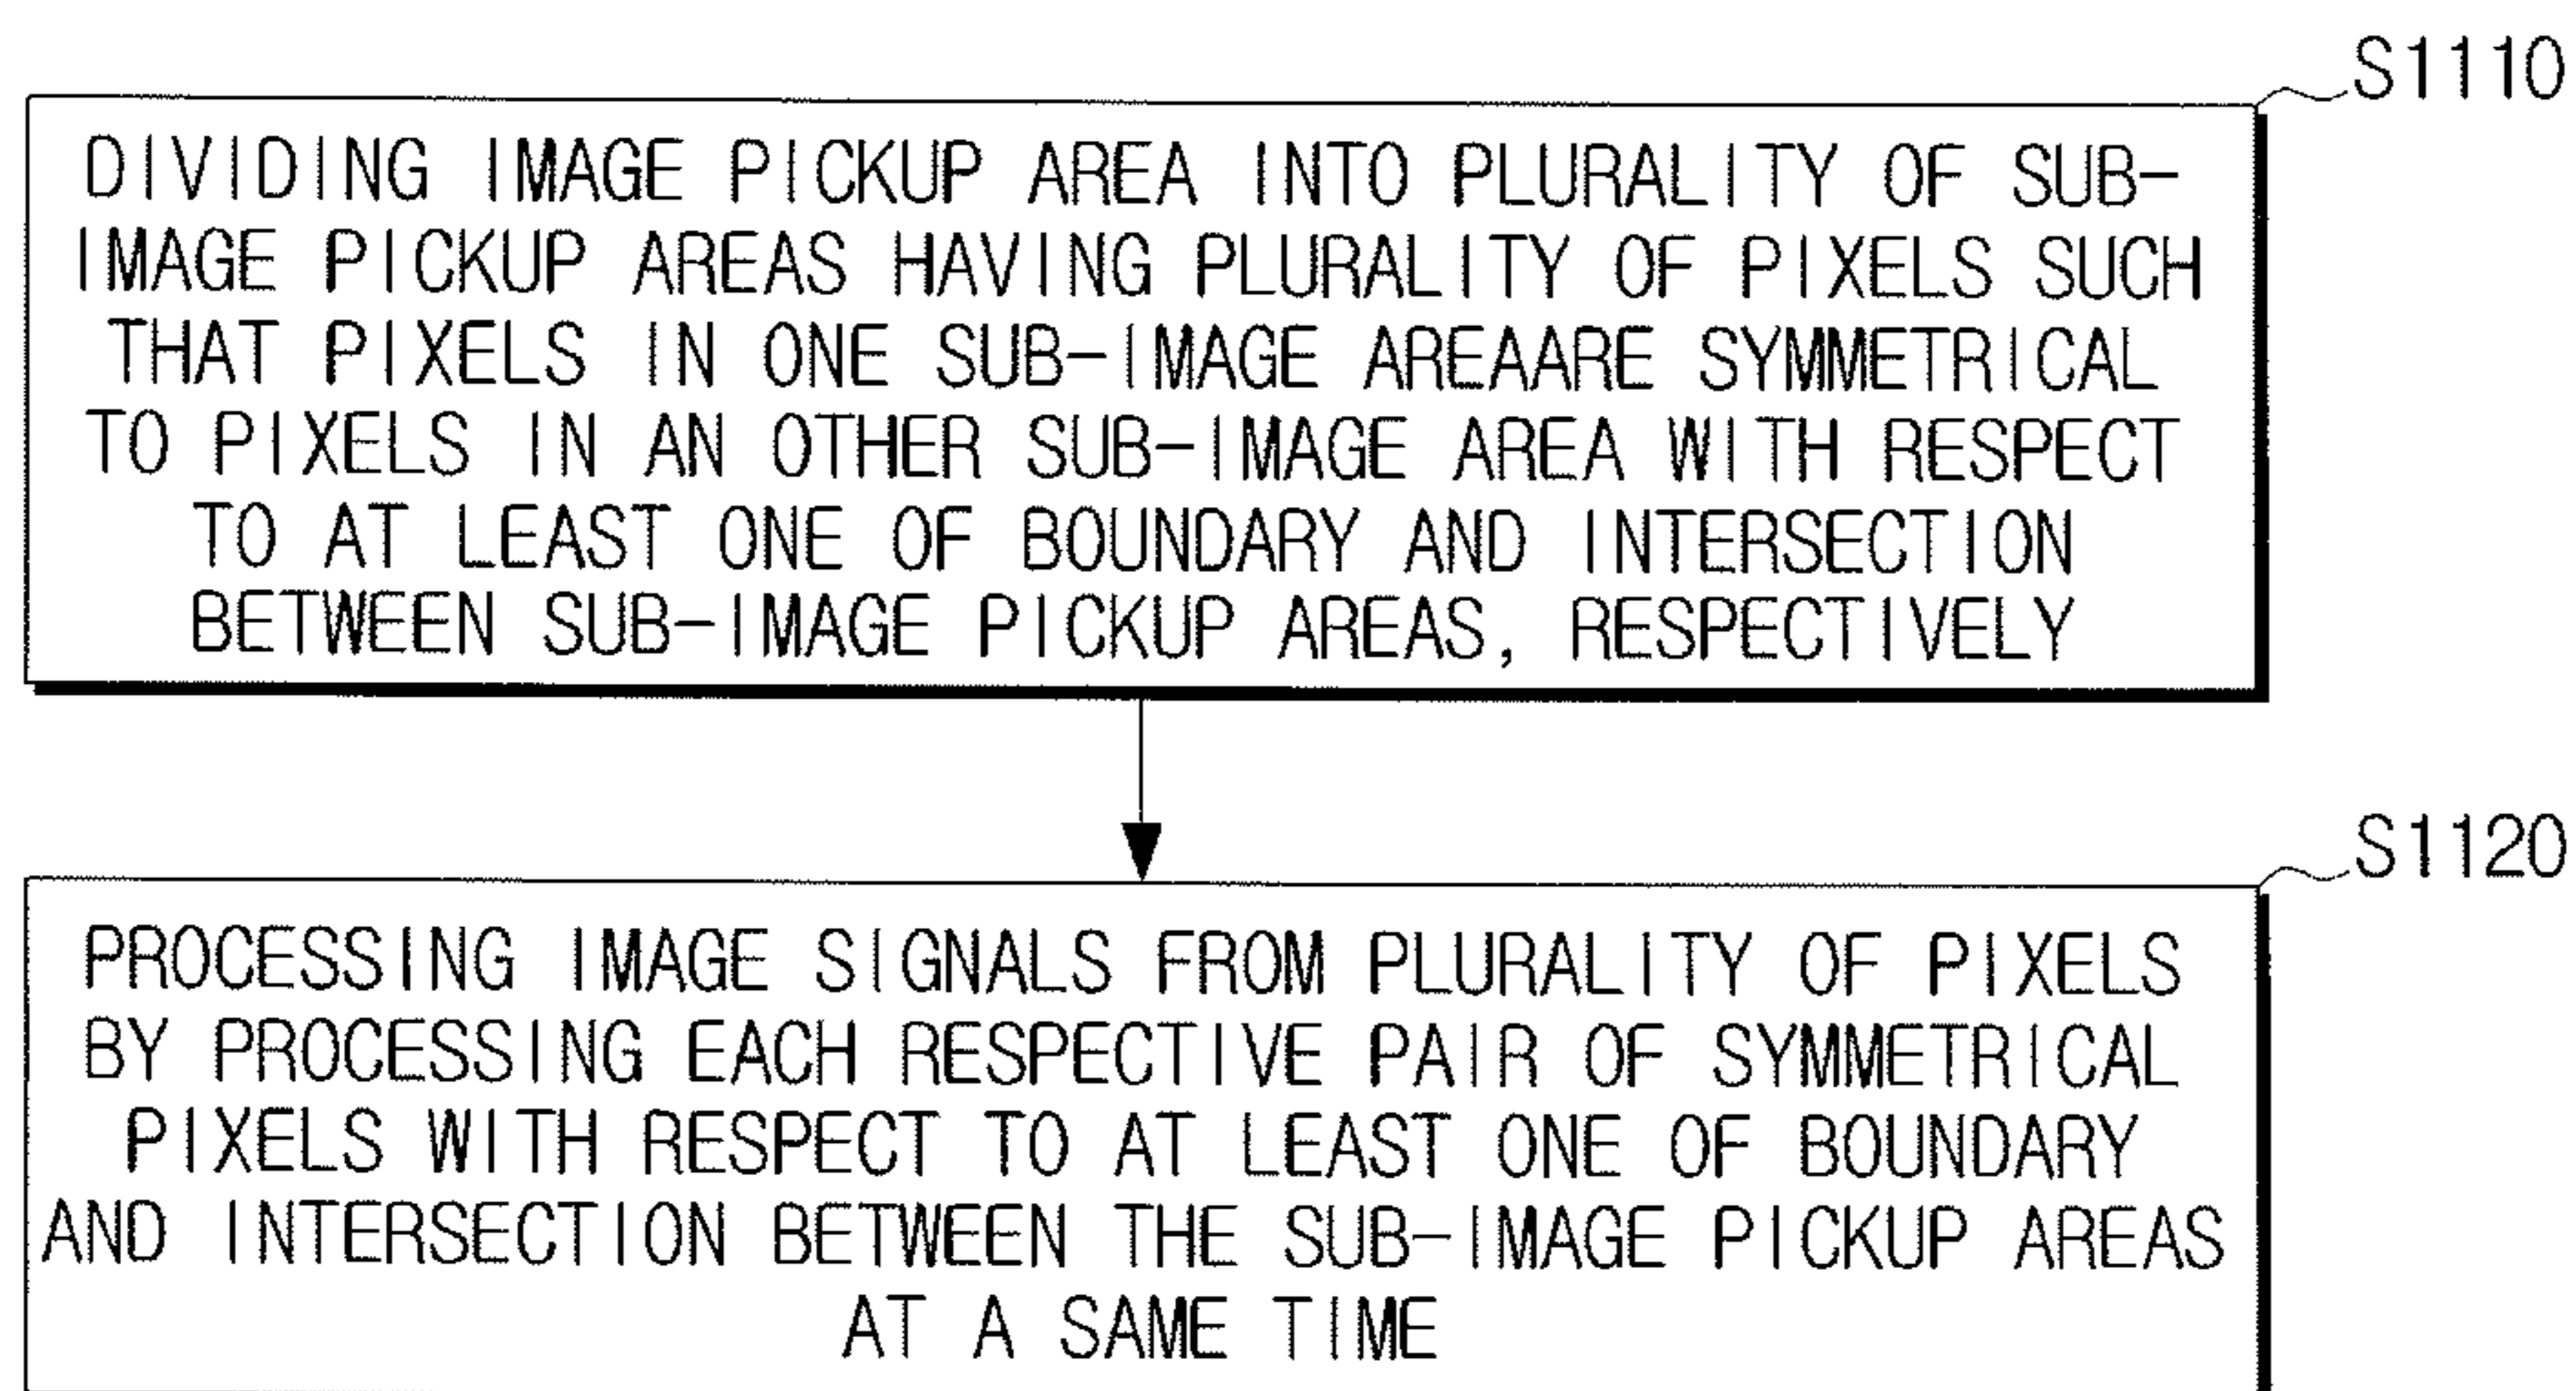 S1110
DIVIDING IMAGE PICKUP AREA INTO PLURALITY OF SUB-
IMAGE PICKUP AREAS HAVING PLURALITY OF PIXELS SUCH
THAT PIXELS IN ONE SUB-IMAGE AREAARE SYMMETRICAL
TO PIXELS IN AN OTHER SUB-IMAGE AREA WITH RESPECT
TO AT LEAST ONE OF BOUNDARY AND INTERSECTION
BETWEEN SUB-IMAGE PICKUP AREAS, RESPECTIVELY
S1120
PROCESSING IMAGE SIGNALS FROM PLURALITY OF PIXELS
BY PROCESSING EACH RESPECTIVE PAIR OF SYMMETRICAL
PIXELS WITH RESPECT TO AT LEAST ONE OF BOUNDARY
AND INTERSECTION BETWEEN THE SUB-IMAGE PICKUP AREAS
AT A SAME TIME